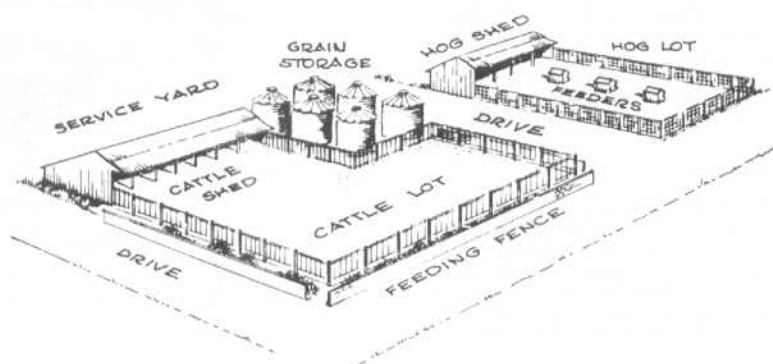 HOG SHED
HOG LOT
GRAIN
STORAGE
FEEDERS
SERVICE YARD
DRIVE
CATTLE
SHED
CATTLE LOT
FEEDING FENCE
DRIVE